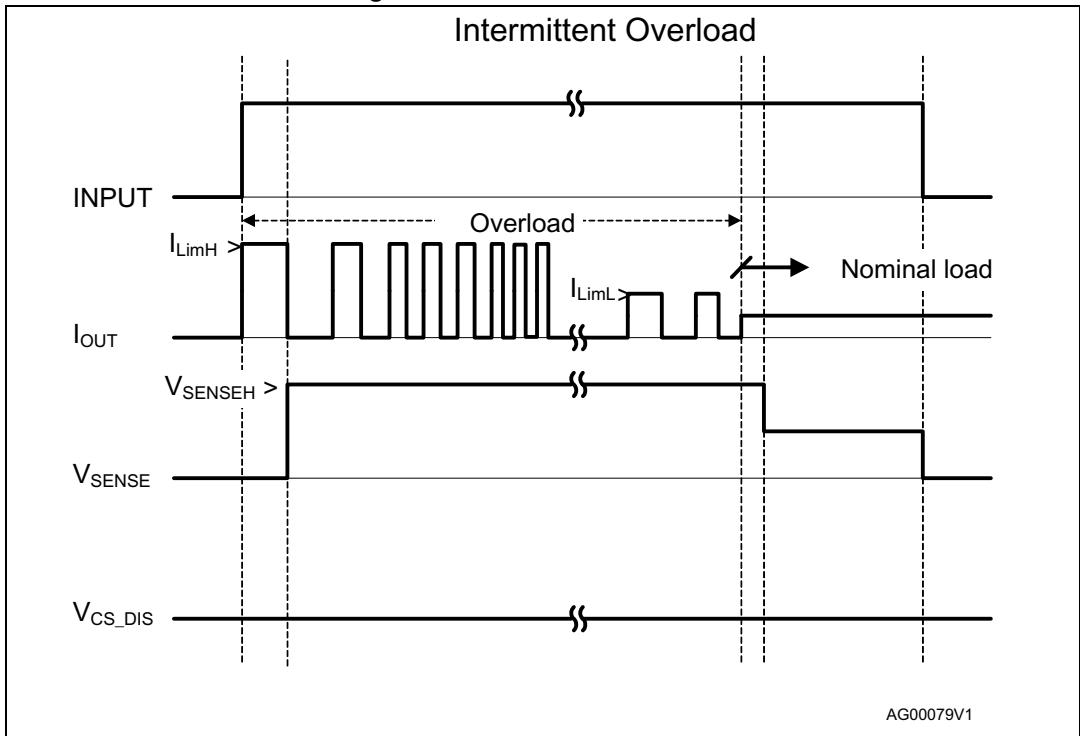 Intermittent Overload
INPUT
Overload
I_LimH >
Nominal load
I_LimL >
I_OUT
V_SENSEH >
V_SENSE
V_CS_DIS
AG00079V1